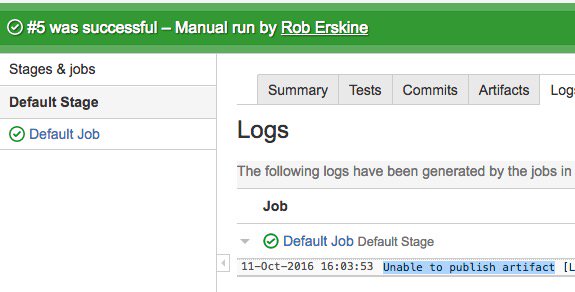 #5 was successful – Manual run by Rob Erskine
Stages & jobs
Default Stage
Default Job
Summary
Tests
Commits
Artifacts
Logs
Logs
The following logs have been generated by the jobs in
Job
Default Job Default Stage
11-Oct-2016 16:03:53 Unable to publish artifact [L